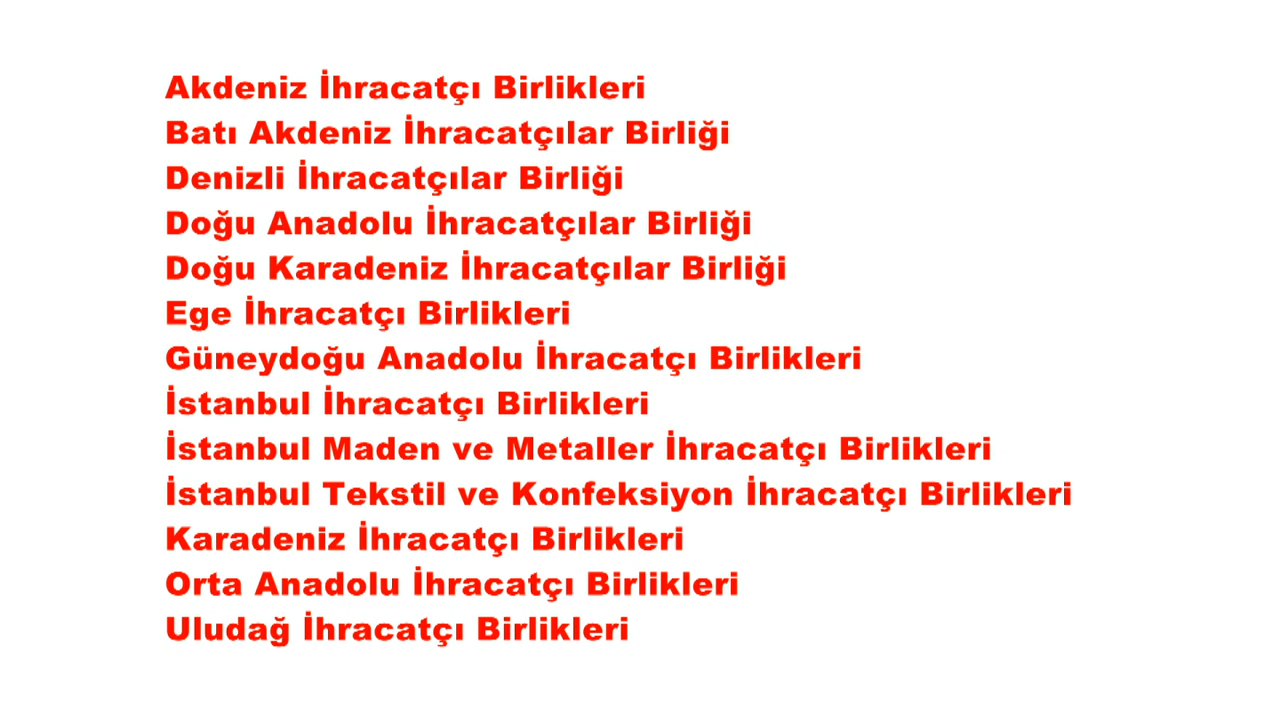 Akdeniz İhracatçı Birlikleri
Batı Akdeniz İhracatçılar Birliği
Denizli İhracatçılar Birliği
Doğu Anadolu İhracatçılar Birliği
Doğu Karadeniz İhracatçılar Birliği
Ege İhracatçı Birlikleri
Güneydoğu Anadolu İhracatçı Birlikleri
İstanbul İhracatçı Birlikleri
İstanbul Maden ve Metaller İhracatçı Birlikleri
İstanbul Tekstil ve Konfeksiyon İhracatçı Birlikleri
Karadeniz İhracatçı Birlikleri
Orta Anadolu İhracatçı Birlikleri
Uludağ İhracatçı Birlikleri